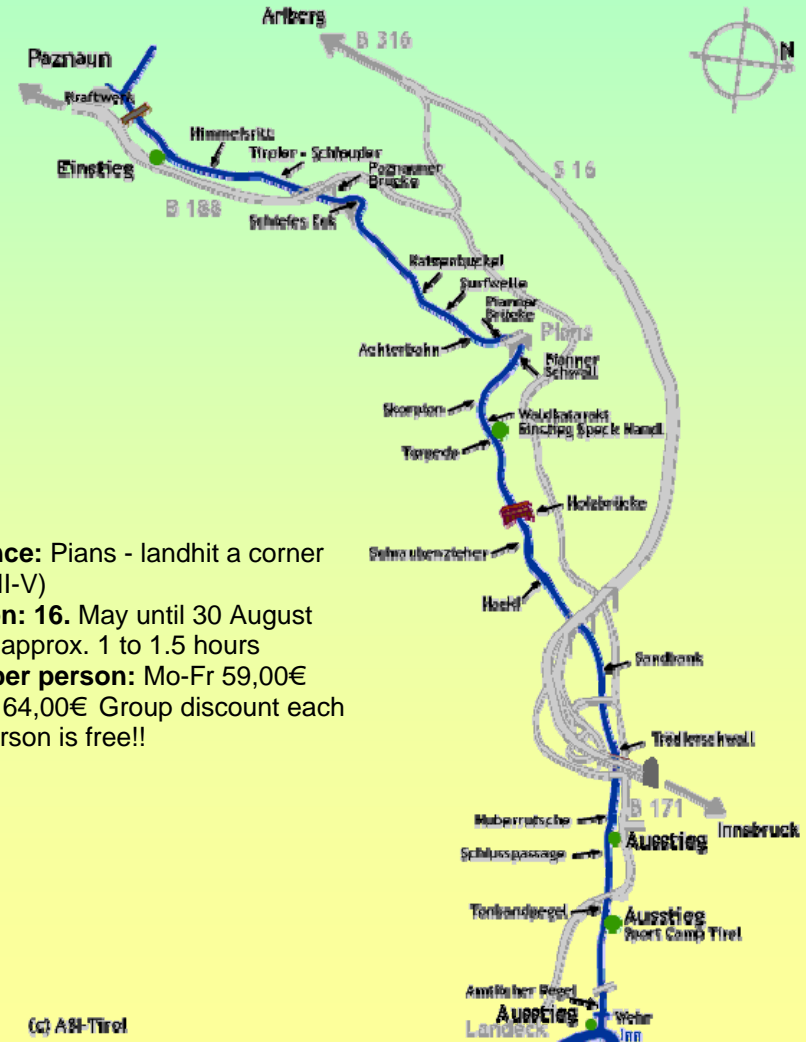 Arlberg
B 316
N
Paznaun
Kraftwerk
Himmelsritt
Tiroler - Schleuder
Einstieg
Paznauner
Brücke
S 16
B 188
Schiefes Eck
Katzenbuckel
Surfwelle
Pianner
Brücke
Pians
Achterbahn
Pianner
Schwall
Skorpion
Waldkatarakt
Einstieg Speck Handl
Torpedo
Holzbrücke
nce: Pians - landhit a corner
II-V)
on: 16. May until 30 August
approx. 1 to 1.5 hours
per person: Mo-Fr 59,00€
64,00€ Group discount each
erson is free!!
Schraubenzieher
Hackl
Sandbank
Trödlerschwall
B 171
Innsbruck
Huberrutsche
Ausstieg
Schlusspassage
Tonbandpegel
Ausstieg
Sport Camp Tirol
Amtlicher Pegel
Ausstieg
Wehr
Landeck
Inn
(c) ASI-Tirol